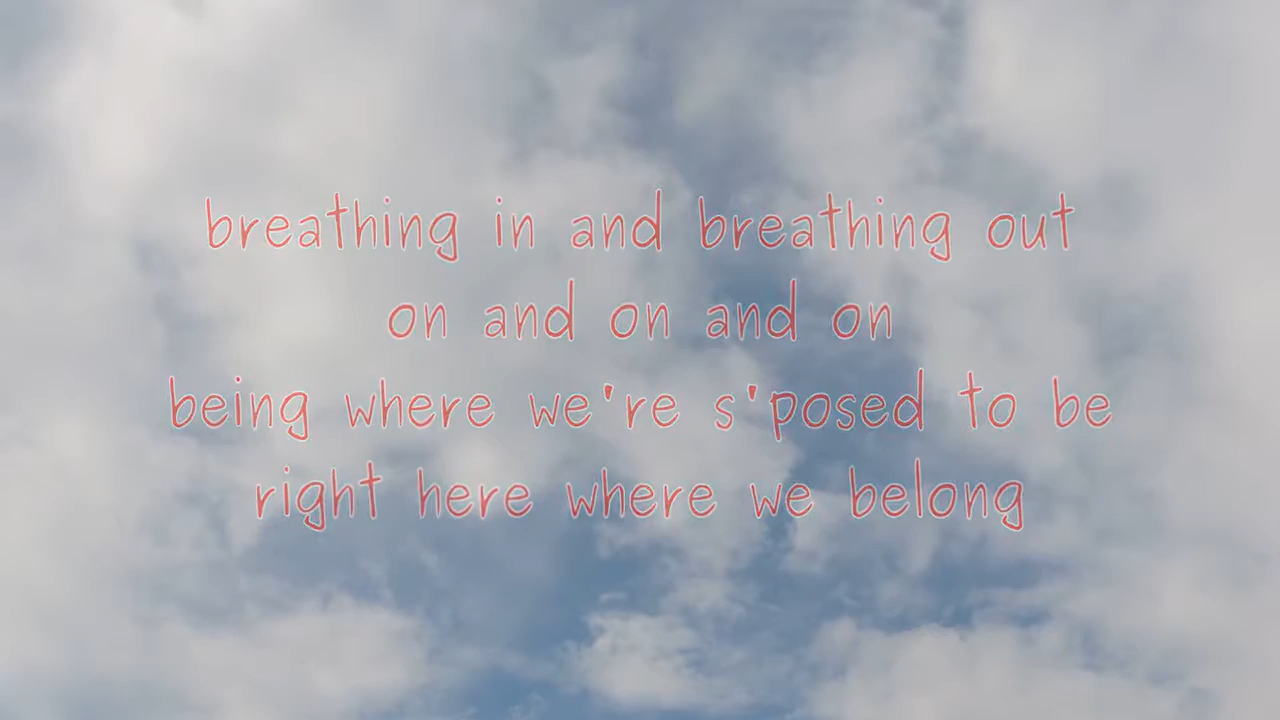 breathing in and breathing out
on and on and on
being where we're s'posed to be
right here where we belong